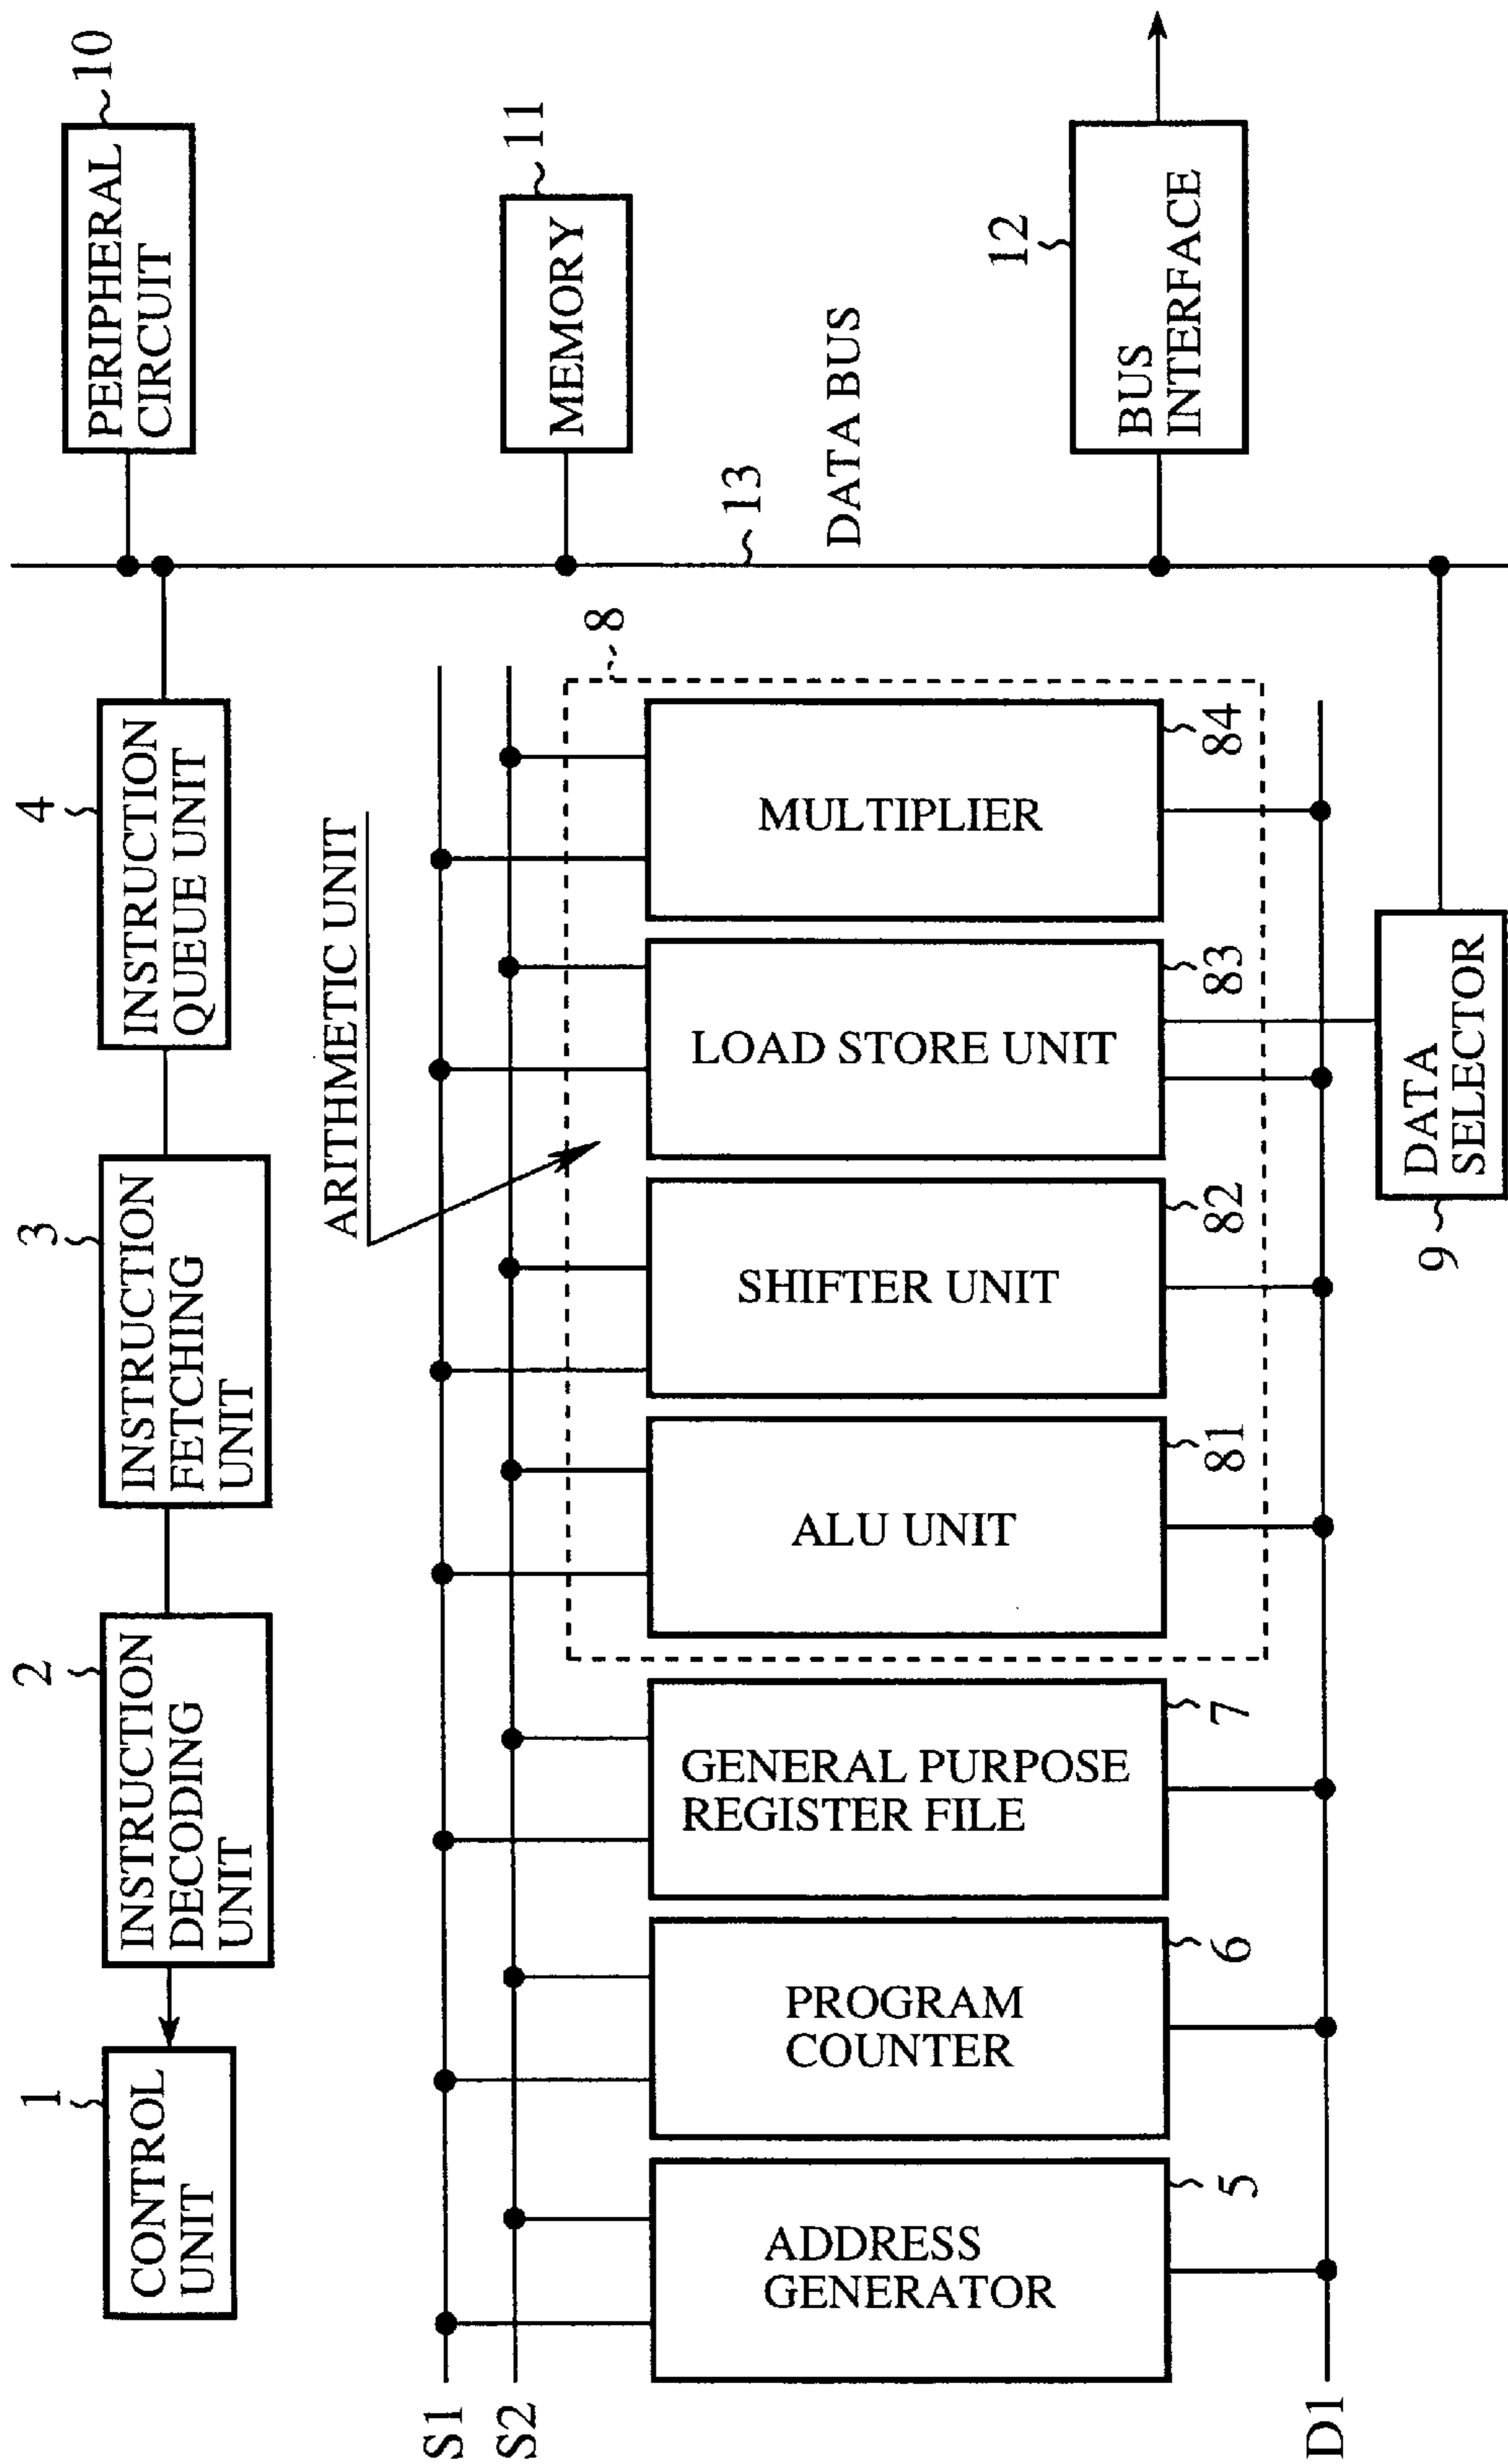 1
CONTROL
UNIT
2
INSTRUCTION
DECODING
UNIT
3
INSTRUCTION
FETCHING
UNIT
4
INSTRUCTION
QUEUE UNIT
PERIPHERAL
CIRCUIT
10
MEMORY
11
13
DATA BUS
12
BUS
INTERFACE
S1
S2
D1
ARITHMETIC UNIT
8
ADDRESS
GENERATOR
5
PROGRAM
COUNTER
6
GENERAL PURPOSE
REGISTER FILE
7
ALU UNIT
81
SHIFTER UNIT
82
LOAD STORE UNIT
83
MULTIPLIER
84
9
DATA
SELECTOR